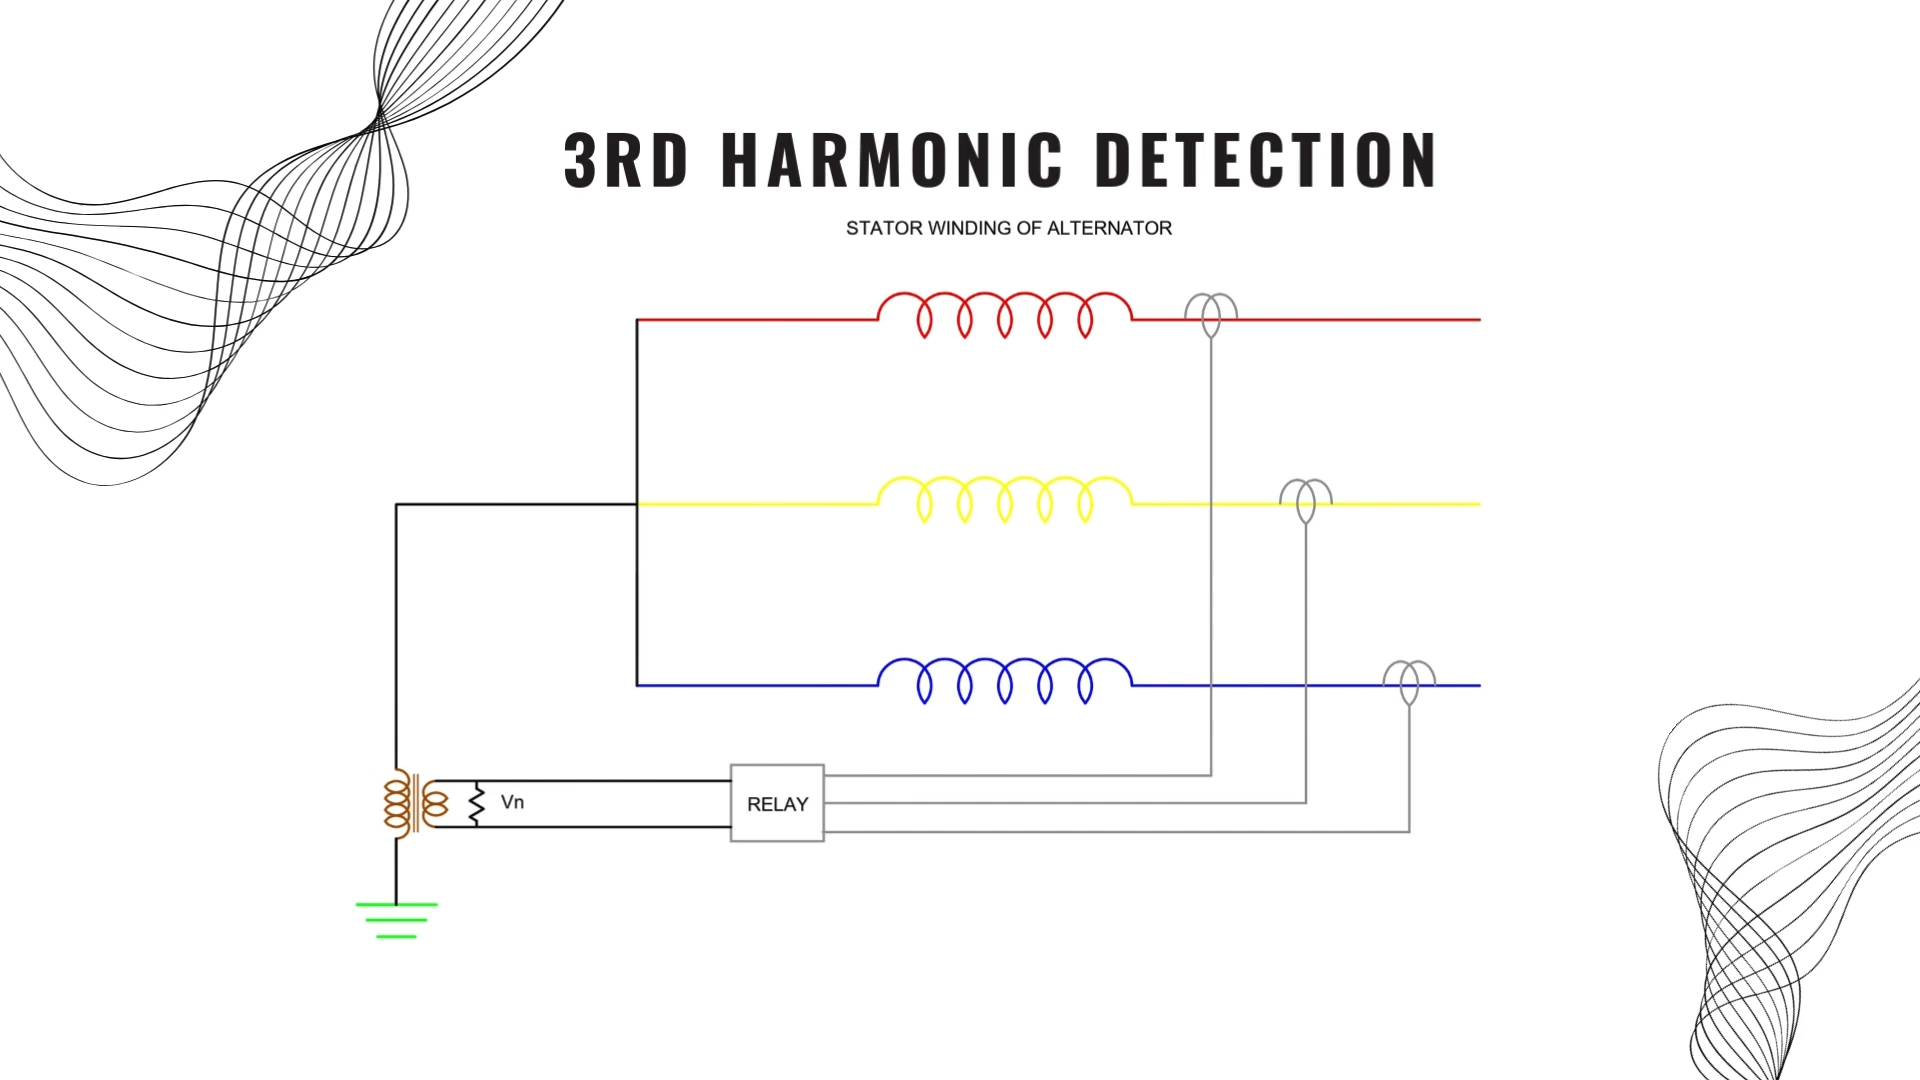 3RD HARMONIC DETECTION
STATOR WINDING OF ALTERNATOR
Vn
RELAY